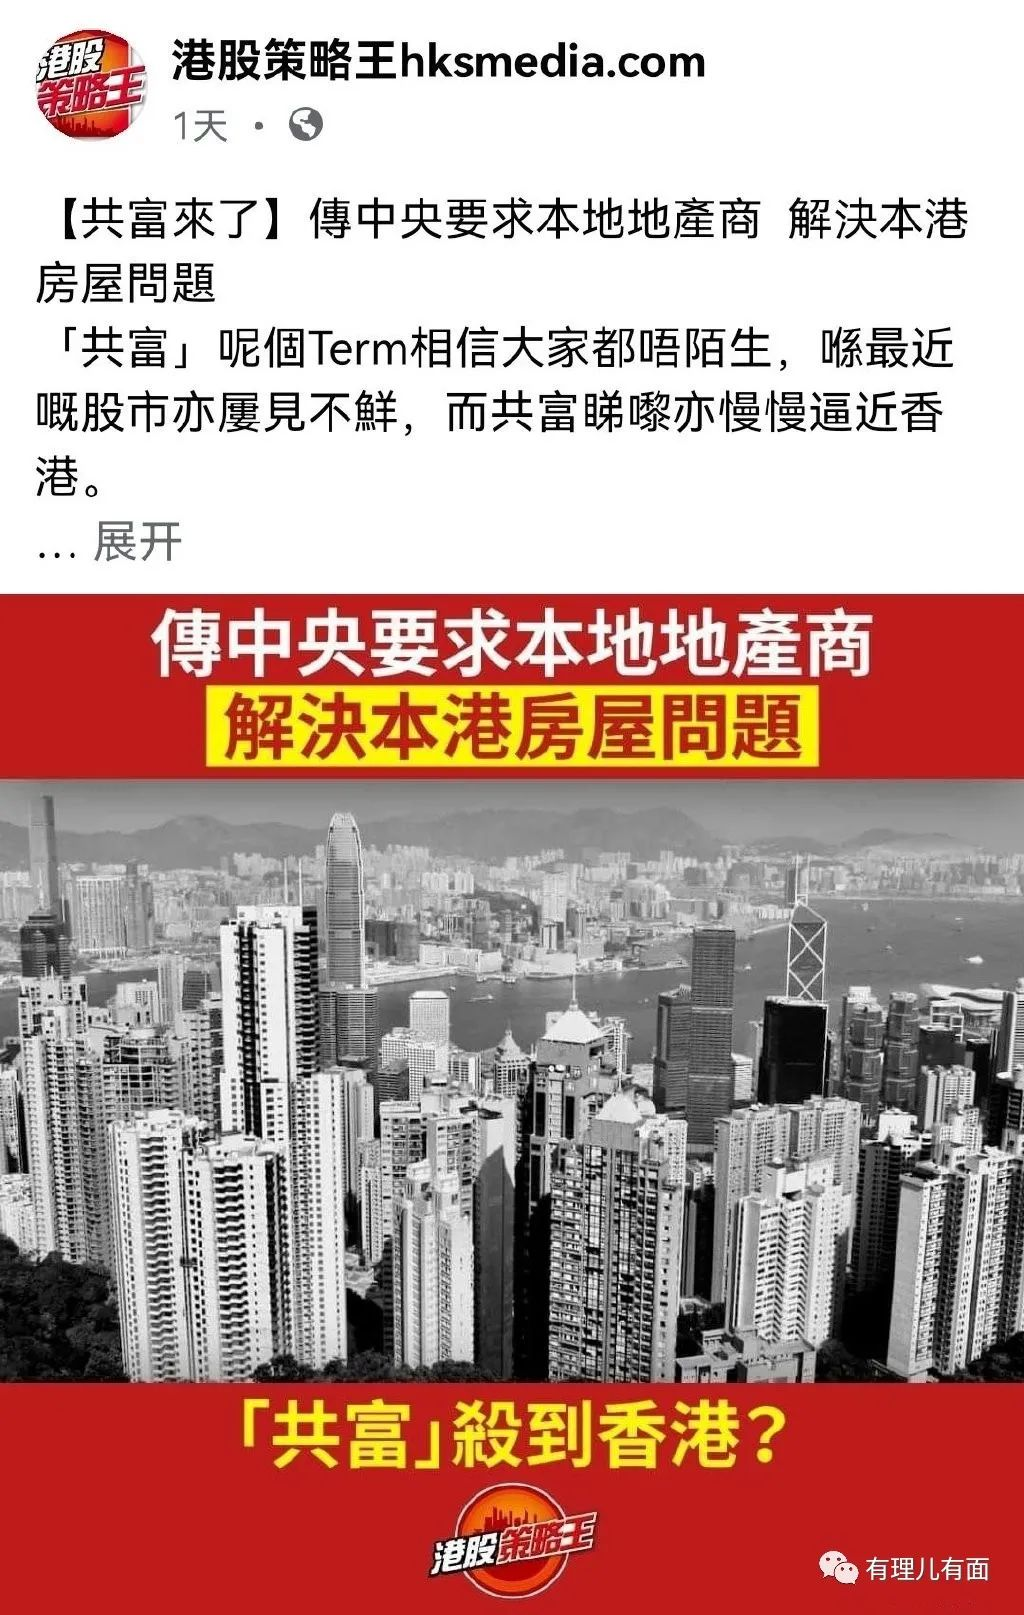 港股策略王
港股策略王hksmedia.com
1天 ·
【共富來了】傳中央要求本地地產商 解決本港
房屋問題
「共富」呢個Term相信大家都唔陌生，喺最近
嘅股市亦屢見不鮮，而共富睇嚟亦慢慢逼近香
港。
... 展开
傳中央要求本地地產商
解決本港房屋問題
「共富」殺到香港？
港股策略王
有理儿有面